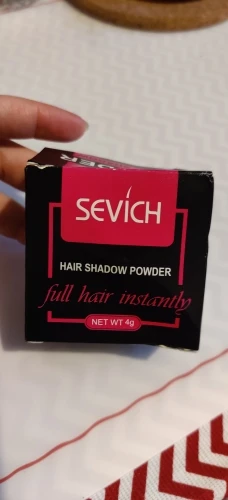 SEVICH
HAIR SHADOW POWDER
full hair instantly
NET WT 4g